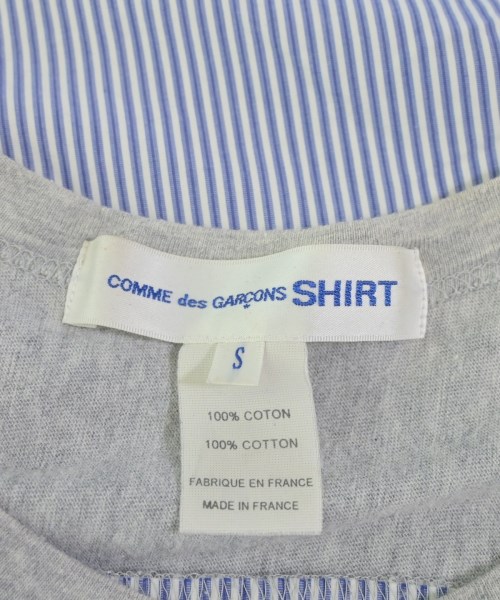 COMME des GARÇONS SHIRT
S
100% COTON
100% COTTON
FABRIQUE EN FRANCE
MADE IN FRANCE